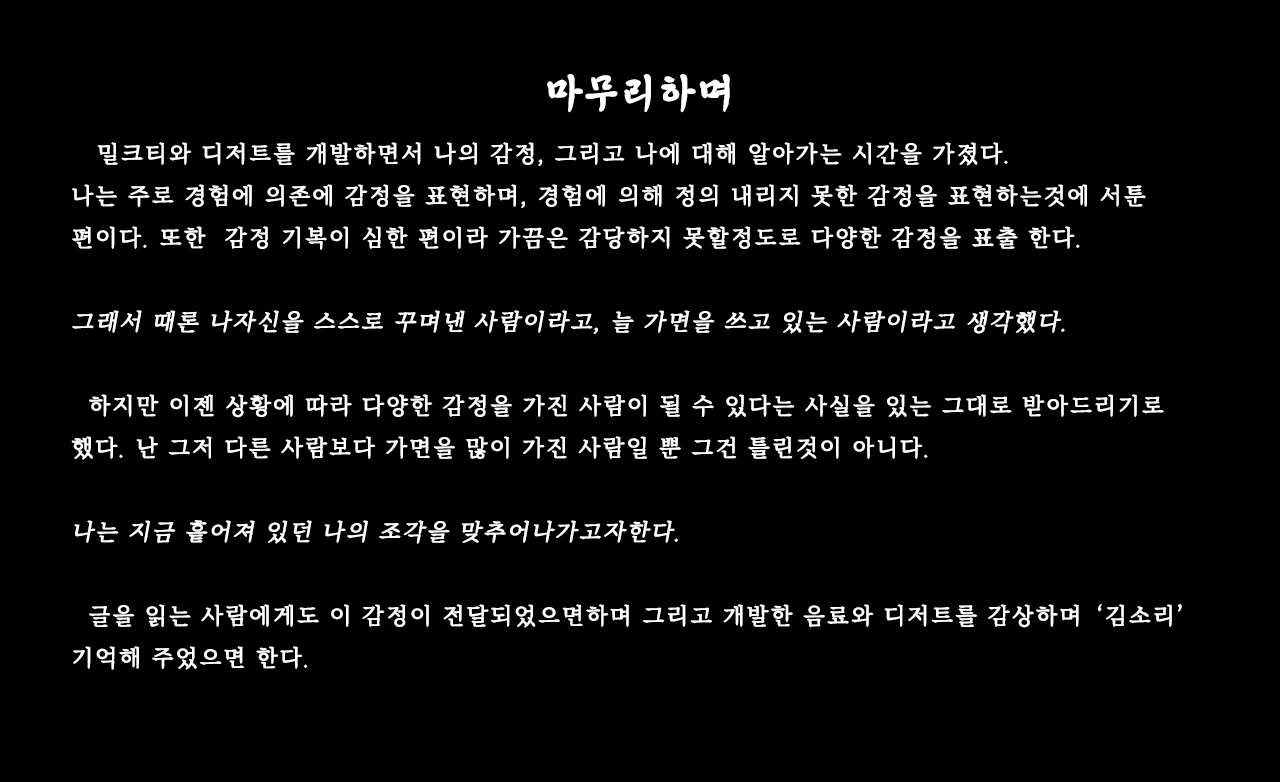 마무리하며
밀크티와 디저트를 개발하면서 나의 감정, 그리고 나에 대해 알아가는 시간을 가졌다.
나는 주로 경험에 의존에 감정을 표현하며, 경험에 의해 정의 내리지 못한 감정을 표현하는것에 서툰
편이다. 또한 감정 기복이 심한 편이라 가끔은 감당하지 못할정도로 다양한 감정을 표출 한다.
그래서 때론 나자신을 스스로 꾸며낸 사람이라고, 늘 가면을 쓰고 있는 사람이라고 생각했다.
하지만 이젠 상황에 따라 다양한 감정을 가진 사람이 될 수 있다는 사실을 있는 그대로 받아드리기로
했다. 난 그저 다른 사람보다 가면을 많이 가진 사람일 뿐 그건 틀린것이 아니다.
나는 지금 흩어져 있던 나의 조각을 맞추어나가고자한다.
글을 읽는 사람에게도 이 감정이 전달되었으면하며 그리고 개발한 음료와 디저트를 감상하며 ‘김소리’
기억해 주었으면 한다.